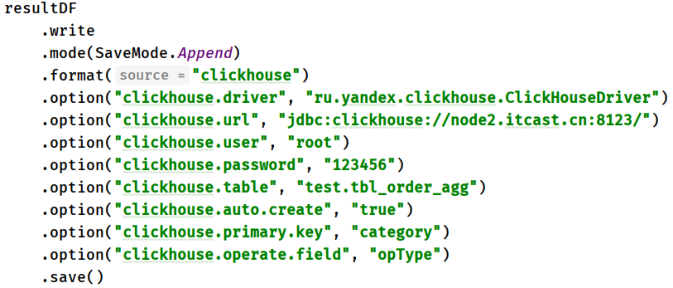 resultDF
.write
.mode(SaveMode.Append)
.format( source = "clickhouse")
.option("clickhouse.driver", "ru.yandex.clickhouse.ClickHouseDriver")
.option("clickhouse.url", "jdbc:clickhouse://node2.itcast.cn:8123/")
.option("clickhouse.user", "root")
.option("clickhouse.password", "123456")
.option("clickhouse.table", "test.tbl_order_agg")
.option("clickhouse.auto.create", "true")
.option("clickhouse.primary.key", "category")
.option("clickhouse.operate.field", "opType")
.save()